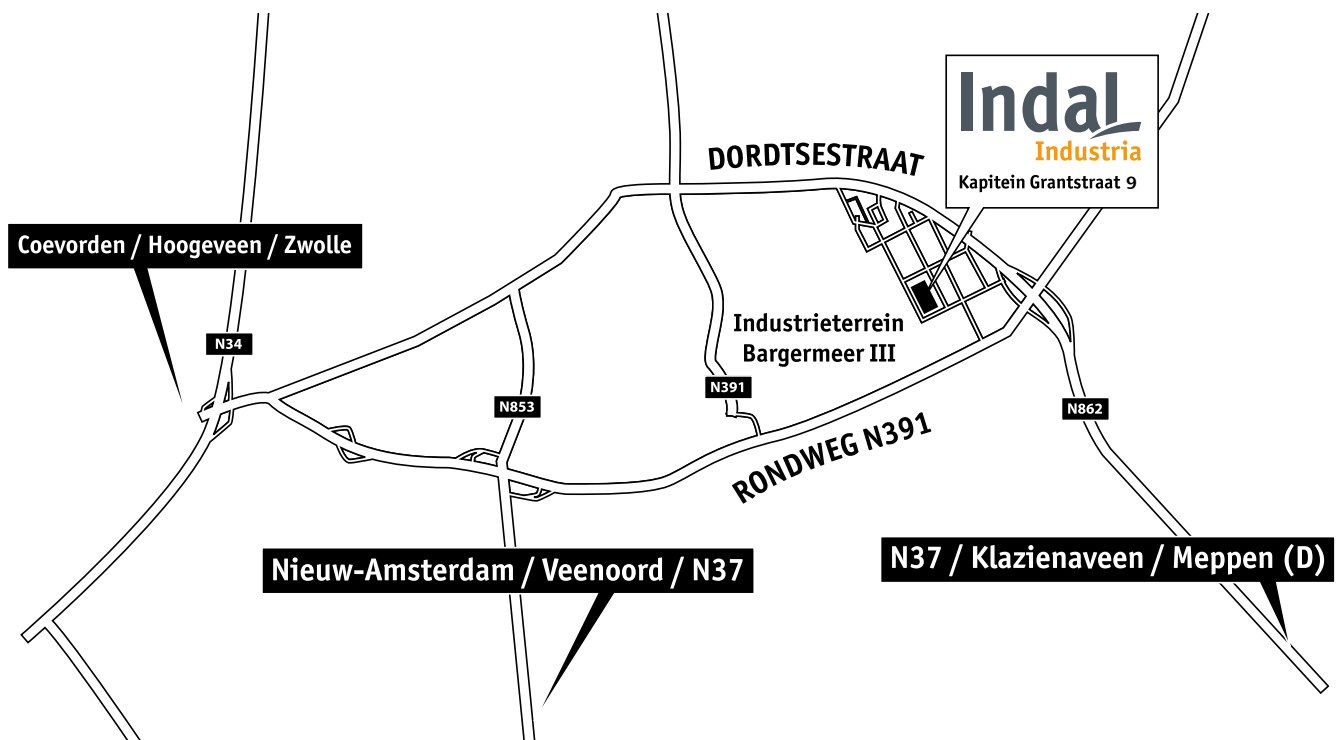 Indal
Industria
Kapitein Grantstraat 9
DORDTSESTRAAT
Coevorden / Hoogeveen / Zwolle
N34
Industrieterrein
Bargermeer III
N391
N853
N862
RONDWEG N391
Nieuw-Amsterdam / Veenoord / N37
N37 / Klazienaveen / Meppen (D)